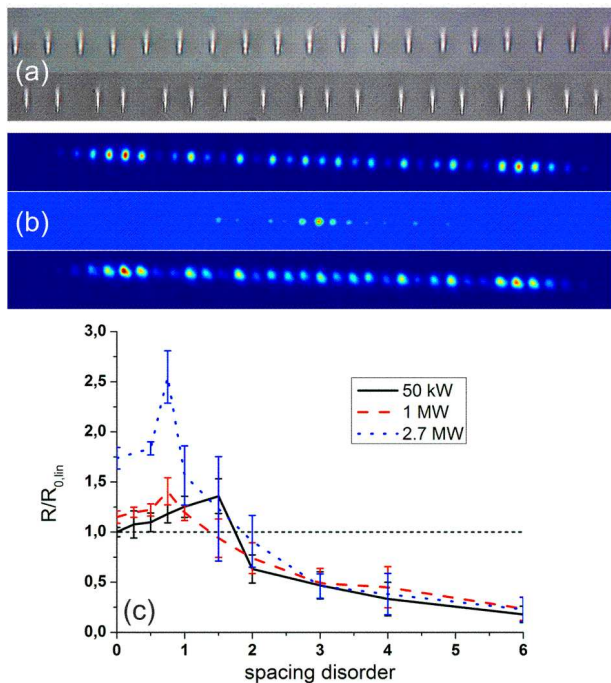 (a)
(b)
3,0
2,5
2,0
1,5
1,0
0,5
0,0
R/R0,lin
50 kW
1 MW
2.7 MW
(c)
0 1 2 3 4 5 6
spacing disorder